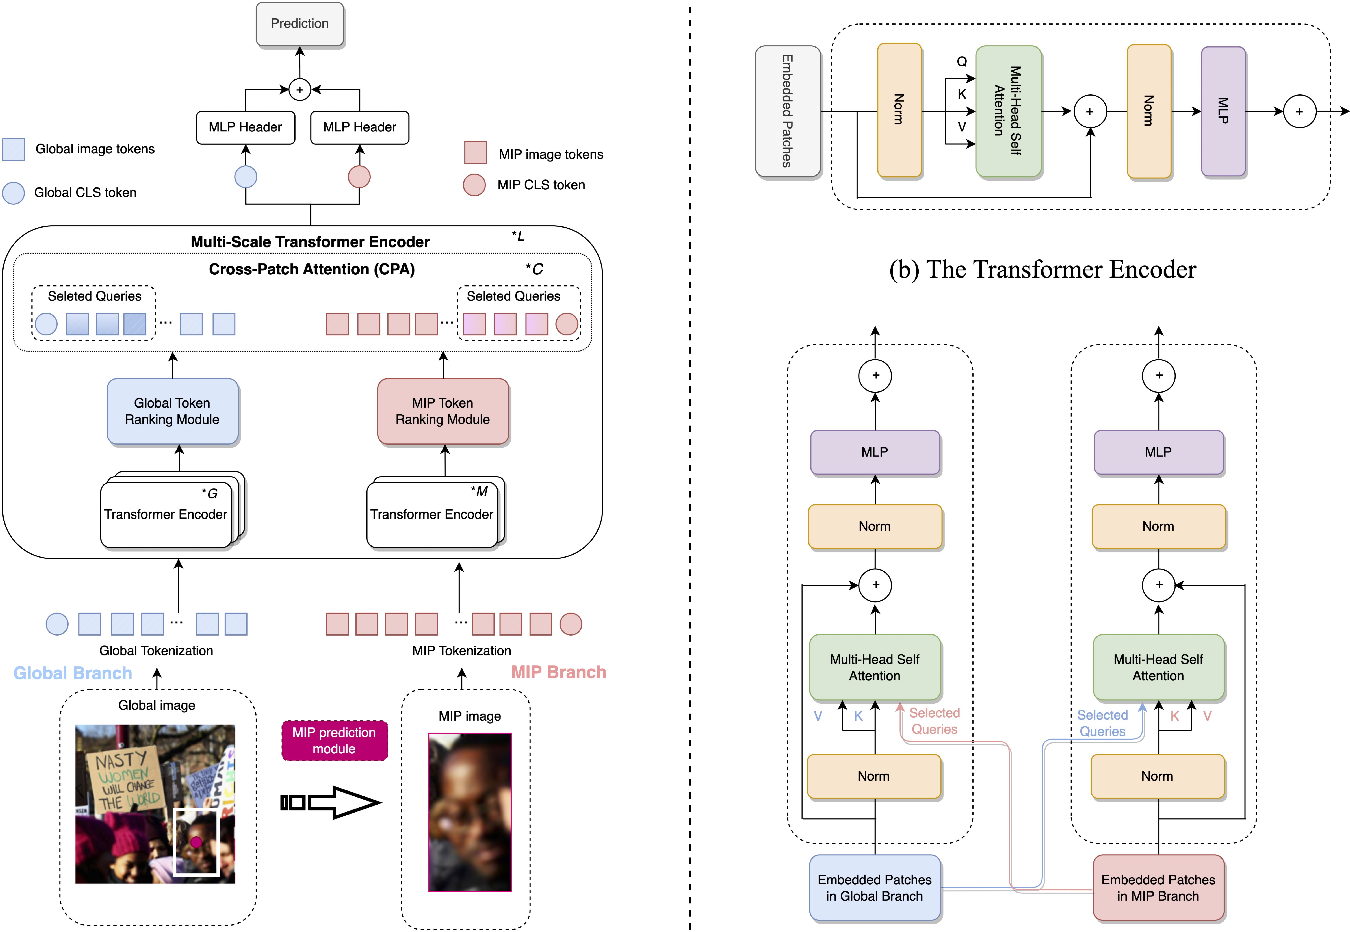 Prediction
+
MLP Header
MLP Header
Global image tokens
Global CLS token
MIP image tokens
MIP CLS token
Multi-Scale Transformer Encoder
*L
Cross-Patch Attention (CPA)
*C
Seleted Queries
...
...
Seleted Queries
Global Token
Ranking Module
MIP Token
Ranking Module
*G
Transformer Encoder
*M
Transformer Encoder
...
...
Global Tokenization
MIP Tokenization
Global Branch
MIP Branch
Global image
MIP image
MIP prediction
module
NASTY
WOMEN
WILL CHANGE
THE WORLD
Embedded Patches
Norm
Q
K
V
Multi-Head Self
Attention
+
Norm
MLP
+
(b) The Transformer Encoder
+
MLP
Norm
+
Multi-Head Self
Attention
V
K
Selected
Queries
Norm
Embedded Patches
in Global Branch
+
MLP
Norm
+
Multi-Head Self
Attention
Selected
Queries
K
V
Norm
Embedded Patches
in MIP Branch